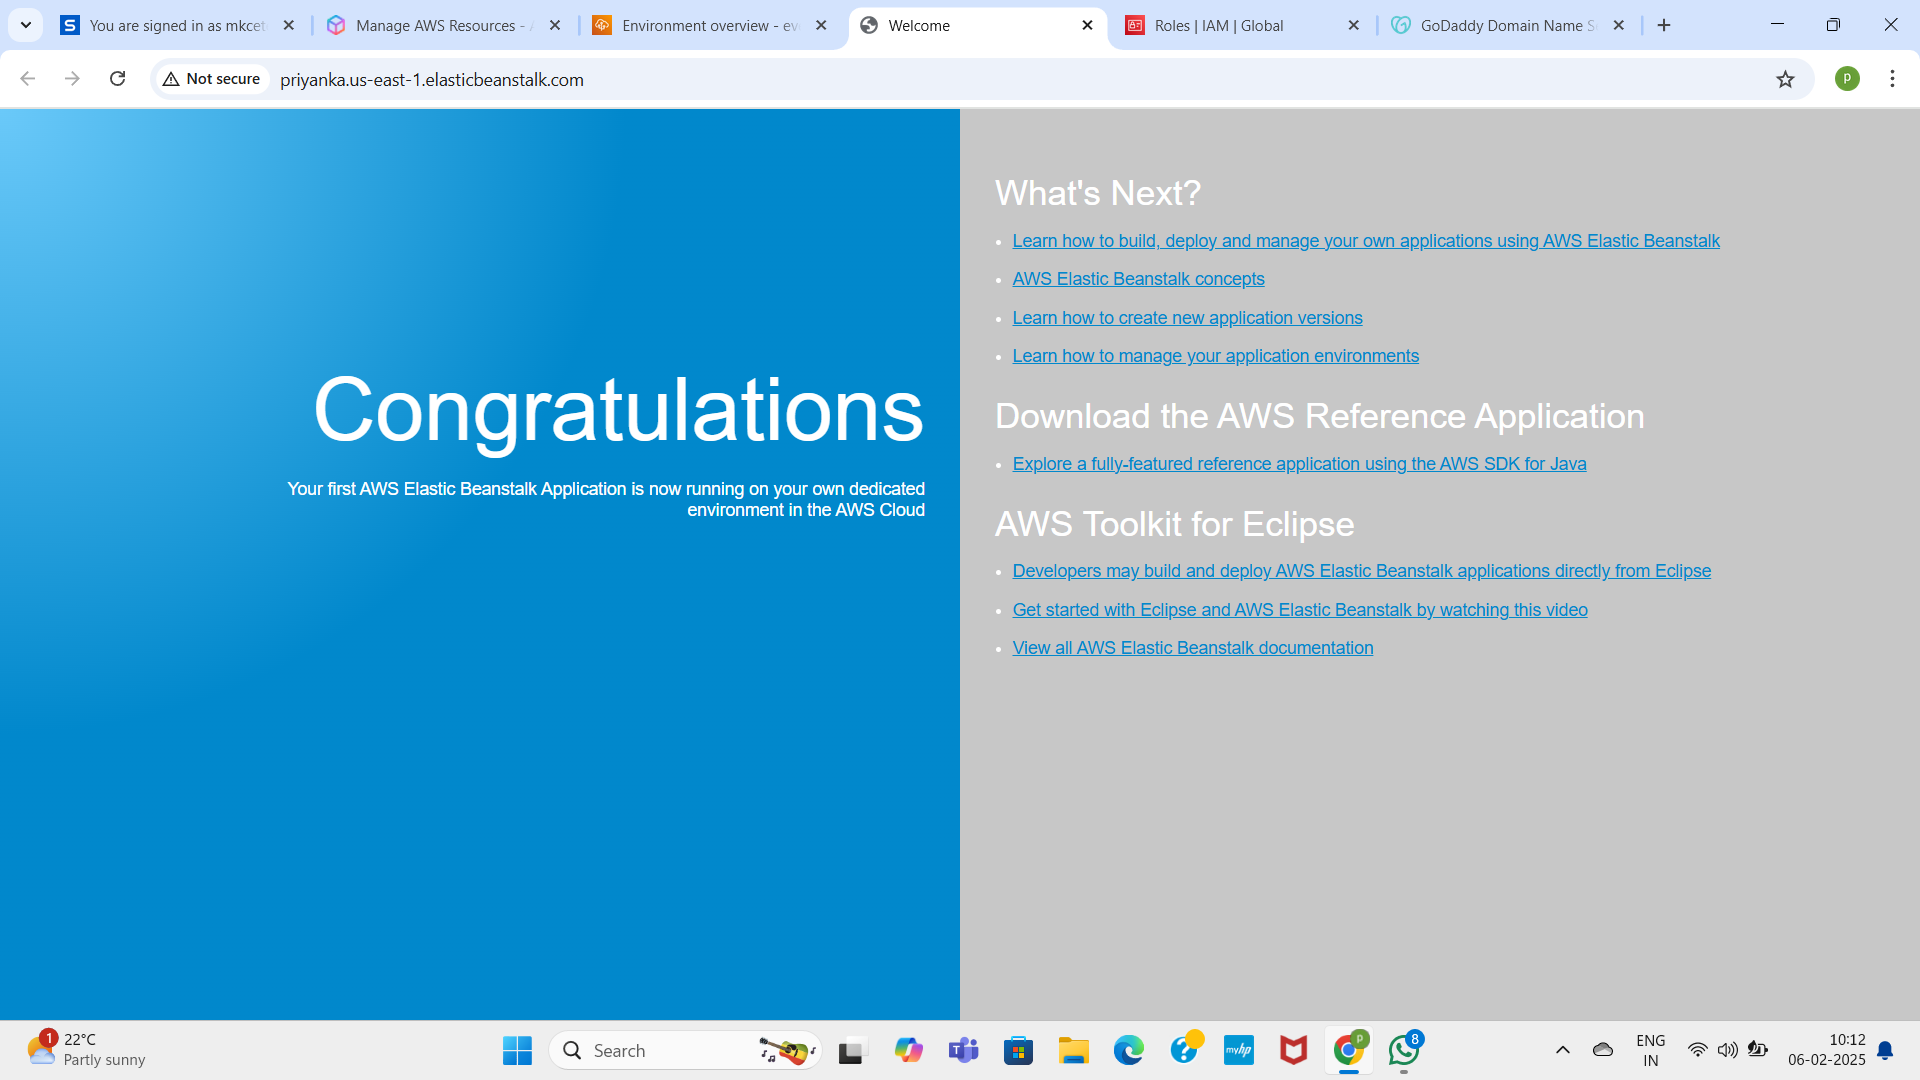 You are signed in as mkcet
Manage AWS Resources - A
Environment overview - ev
Welcome
Roles | IAM | Global
GoDaddy Domain Name S
Not secure
priyanka.us-east-1.elasticbeanstalk.com
P
Congratulations
Your first AWS Elastic Beanstalk Application is now running on your own dedicated
environment in the AWS Cloud
What's Next?
Learn how to build, deploy and manage your own applications using AWS Elastic Beanstalk
AWS Elastic Beanstalk concepts
Learn how to create new application versions
Learn how to manage your application environments
Download the AWS Reference Application
Explore a fully-featured reference application using the AWS SDK for Java
AWS Toolkit for Eclipse
Developers may build and deploy AWS Elastic Beanstalk applications directly from Eclipse
Get started with Eclipse and AWS Elastic Beanstalk by watching this video
View all AWS Elastic Beanstalk documentation
1
22°C
Partly sunny
Search
myhp
P
8
ENG
IN
10:12
06-02-2025